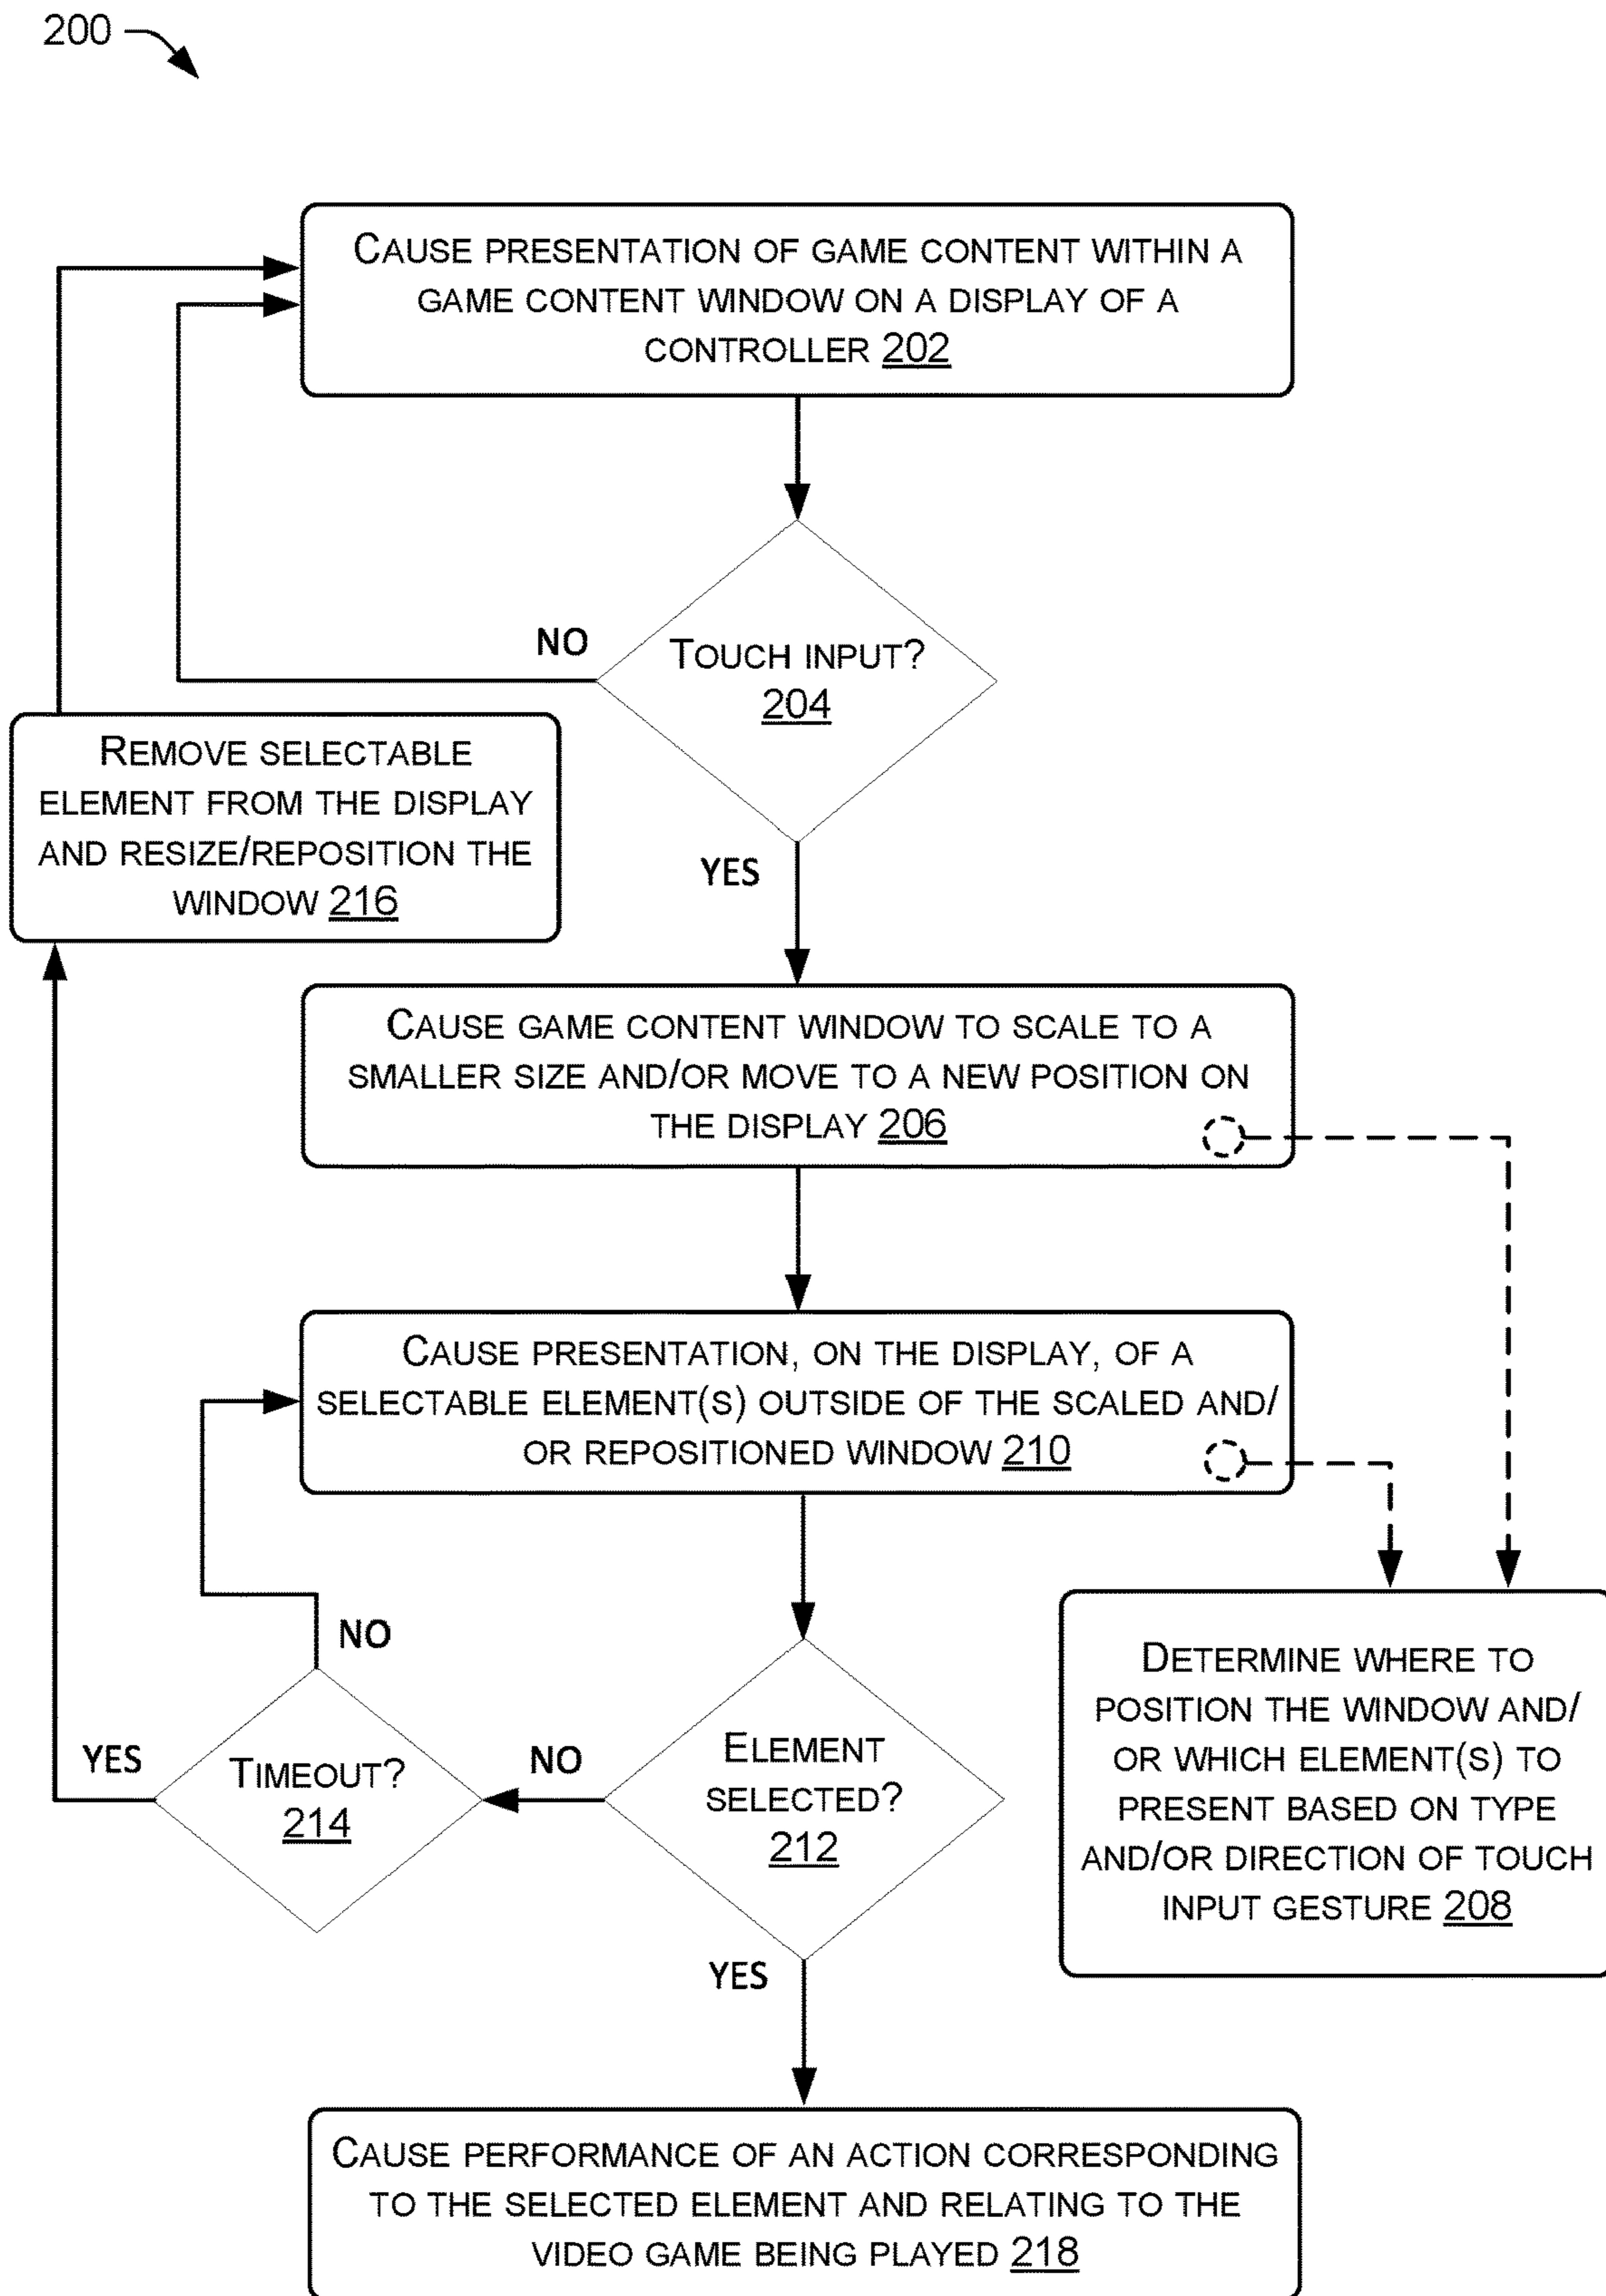 200
CAUSE PRESENTATION OF GAME CONTENT WITHIN A
GAME CONTENT WINDOW ON A DISPLAY OF A
CONTROLLER 202
NO
TOUCH INPUT?
204
REMOVE SELECTABLE
ELEMENT FROM THE DISPLAY
AND RESIZE/REPOSITION THE
WINDOW 216
YES
CAUSE GAME CONTENT WINDOW TO SCALE TO A
SMALLER SIZE AND/OR MOVE TO A NEW POSITION ON
THE DISPLAY 206
CAUSE PRESENTATION, ON THE DISPLAY, OF A
SELECTABLE ELEMENT(S) OUTSIDE OF THE SCALED AND/
OR REPOSITIONED WINDOW 210
NO
YES
TIMEOUT?
214
NO
ELEMENT
SELECTED?
212
DETERMINE WHERE TO
POSITION THE WINDOW AND/
OR WHICH ELEMENT(S) TO
PRESENT BASED ON TYPE
AND/OR DIRECTION OF TOUCH
INPUT GESTURE 208
YES
CAUSE PERFORMANCE OF AN ACTION CORRESPONDING
TO THE SELECTED ELEMENT AND RELATING TO THE
VIDEO GAME BEING PLAYED 218